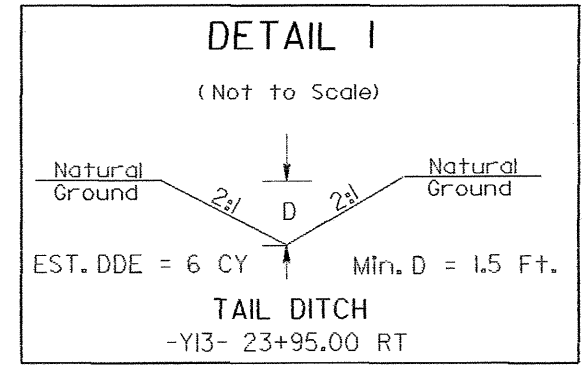 DETAIL 1
(Not to Scale)
Natural
Ground
2:1
D
2:1
Natural
Ground
EST. DDE = 6 CY
Min. D = 1.5 Ft.
TAIL DITCH
-Y13- 23+95.00 RT